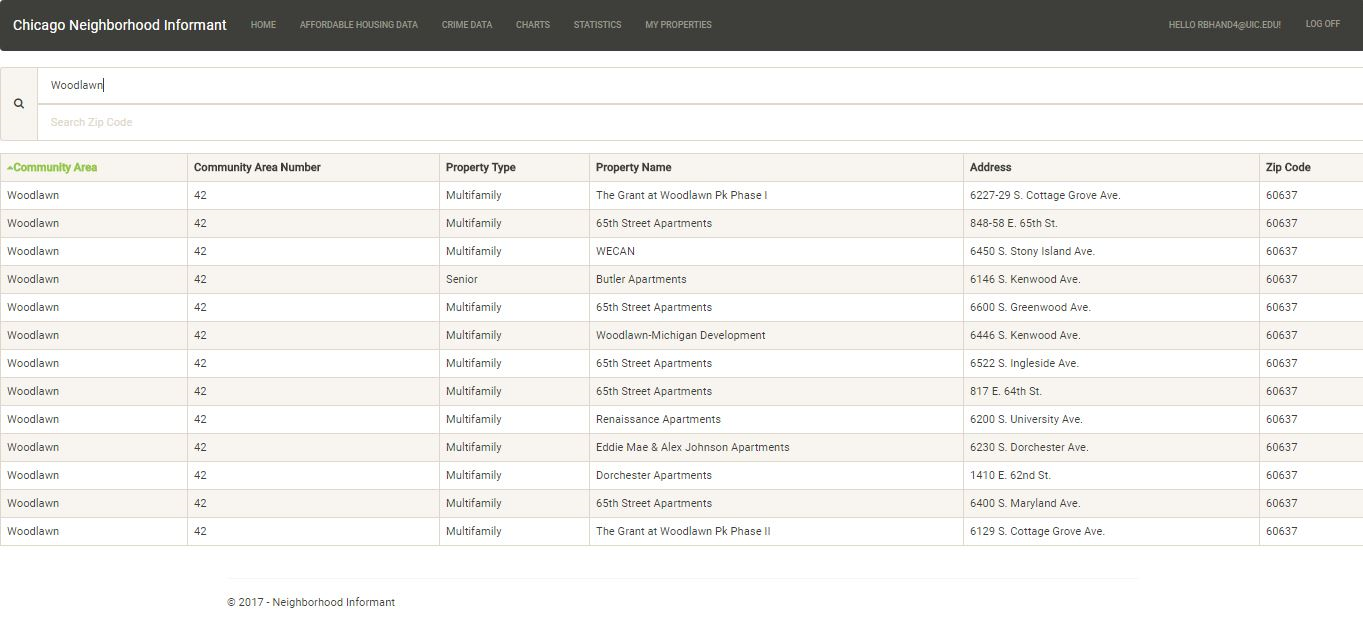 Chicago Neighborhood Informant HOME AFFORDABLE HOUSING DATA CRIME DATA CHARTS STATISTICS MY PROPERTIES HELLO RBHAND4@UIC.EDU! LOG OFF
Woodlawn
Search Zip Code
Community Area Community Area Number Property Type Property Name Address Zip Code
Woodlawn 42 Multifamily The Grant at Woodlawn Pk Phase I 6227-29 S. Cottage Grove Ave. 60637
Woodlawn 42 Multifamily 65th Street Apartments 848-58 E. 65th St. 60637
Woodlawn 42 Multifamily WECAN 6450 S. Stony Island Ave. 60637
Woodlawn 42 Senior Butler Apartments 6146 S. Kenwood Ave. 60637
Woodlawn 42 Multifamily 65th Street Apartments 6600 S. Greenwood Ave. 60637
Woodlawn 42 Multifamily Woodlawn-Michigan Development 6446 S. Kenwood Ave. 60637
Woodlawn 42 Multifamily 65th Street Apartments 6522 S. Ingleside Ave. 60637
Woodlawn 42 Multifamily 65th Street Apartments 817 E. 64th St. 60637
Woodlawn 42 Multifamily Renaissance Apartments 6200 S. University Ave. 60637
Woodlawn 42 Multifamily Eddie Mae & Alex Johnson Apartments 6230 S. Dorchester Ave. 60637
Woodlawn 42 Multifamily Dorchester Apartments 1410 E. 62nd St. 60637
Woodlawn 42 Multifamily 65th Street Apartments 6400 S. Maryland Ave. 60637
Woodlawn 42 Multifamily The Grant at Woodlawn Pk Phase II 6129 S. Cottage Grove Ave. 60637
© 2017 - Neighborhood Informant